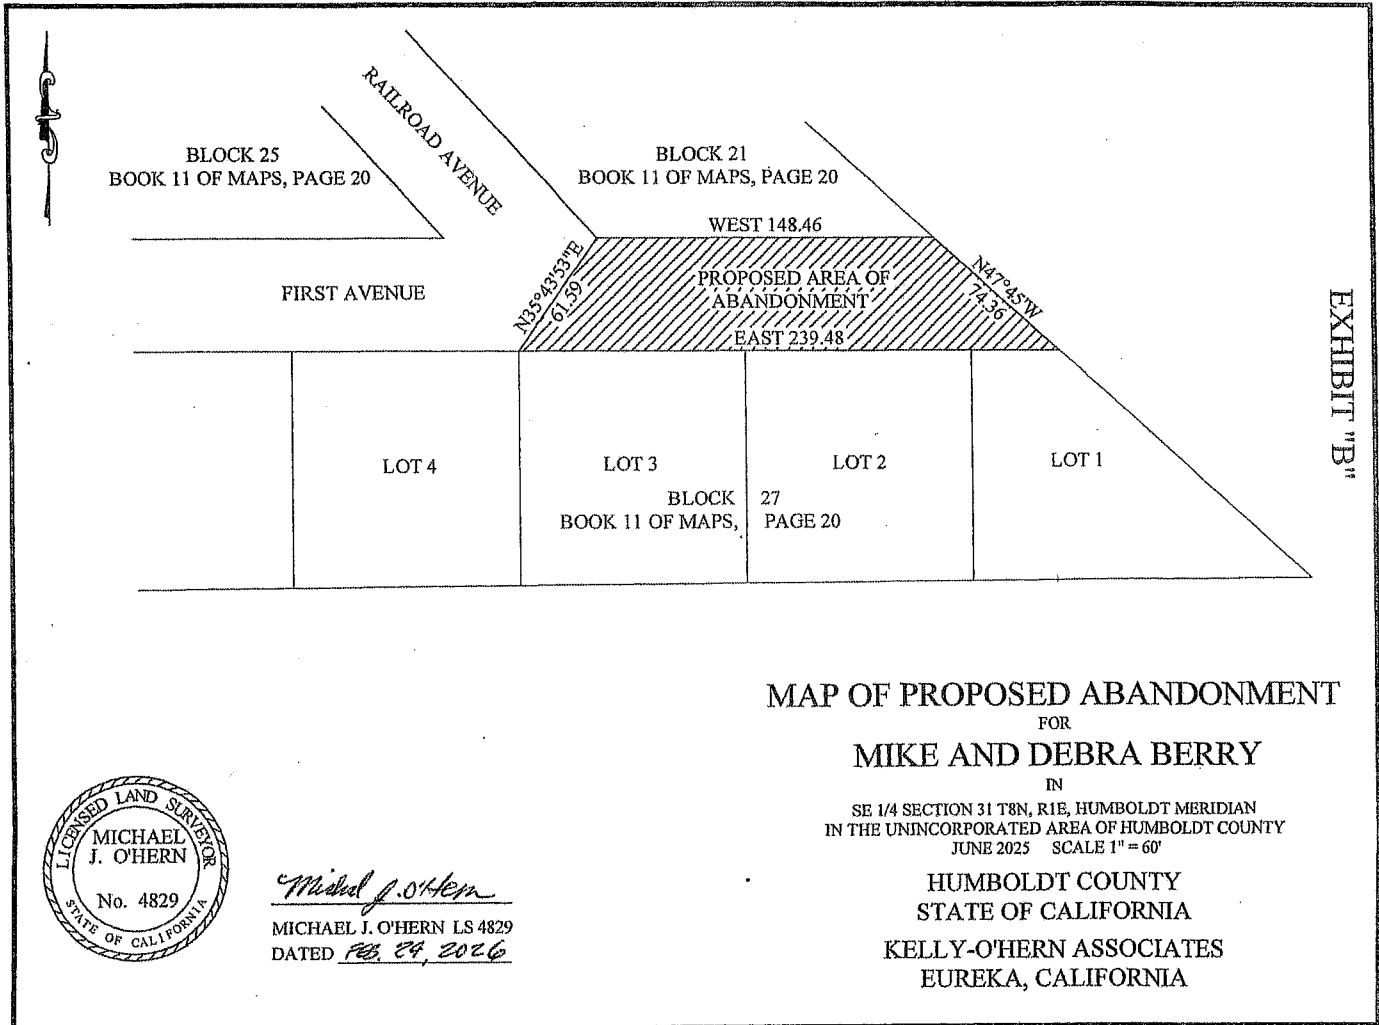 RAILROAD AVENUE
BLOCK 25
BOOK 11 OF MAPS, PAGE 20
BLOCK 21
BOOK 11 OF MAPS, PAGE 20
WEST 148.46
FIRST AVENUE
N35°43'53"E
61.59
PROPOSED AREA OF
ABANDONMENT
EAST 239.48
N47°45'W
74.36
EXHIBIT "B"
LOT 4
LOT 3
LOT 2
LOT 1
BLOCK 27
BOOK 11 OF MAPS, PAGE 20
MAP OF PROPOSED ABANDONMENT
FOR
MIKE AND DEBRA BERRY
IN
SE 1/4 SECTION 31 T8N, R1E, HUMBOLDT MERIDIAN
IN THE UNINCORPORATED AREA OF HUMBOLDT COUNTY
JUNE 2025 SCALE 1" = 60'
HUMBOLDT COUNTY
STATE OF CALIFORNIA
KELLY-O'HERN ASSOCIATES
EUREKA, CALIFORNIA
LICENSED LAND SURVEYOR
MICHAEL
J. O'HERN
No. 4829
STATE OF CALIFORNIA
Michael J. O'Hern
MICHAEL J. O'HERN LS 4829
DATED FEB. 24, 2026